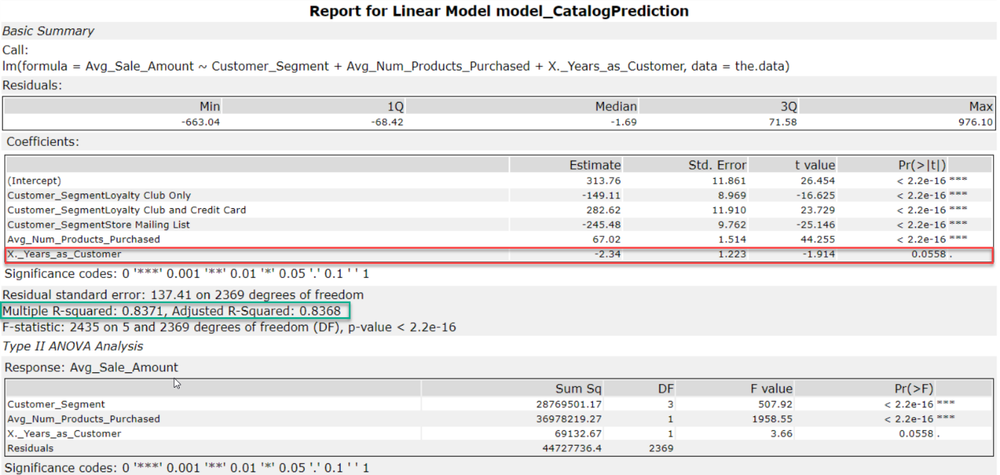 Report for Linear Model model_CatalogPrediction
Basic Summary
Call:
lm(formula = Avg_Sale_Amount ~ Customer_Segment + Avg_Num_Products_Purchased + X._Years_as_Customer, data = the.data)
Residuals:
Min 1Q Median 3Q Max
-663.04 -68.42 -1.69 71.58 976.10
Coefficients:
Estimate Std. Error t value Pr(>|t|)
(Intercept) 313.76 11.861 26.454 < 2.2e-16 ***
Customer_SegmentLoyalty Club Only -149.11 8.969 -16.625 < 2.2e-16 ***
Customer_SegmentLoyalty Club and Credit Card 282.62 11.910 23.729 < 2.2e-16 ***
Customer_SegmentStore Mailing List -245.48 9.762 -25.146 < 2.2e-16 ***
Avg_Num_Products_Purchased 67.02 1.514 44.255 < 2.2e-16 ***
X._Years_as_Customer -2.34 1.223 -1.914 0.0558 .
Significance codes: 0 '***' 0.001 '**' 0.01 '*' 0.05 '.' 0.1 ' ' 1
Residual standard error: 137.41 on 2369 degrees of freedom
Multiple R-squared: 0.8371, Adjusted R-Squared: 0.8368
F-statistic: 2435 on 5 and 2369 degrees of freedom (DF), p-value < 2.2e-16
Type II ANOVA Analysis
Response: Avg_Sale_Amount
Sum Sq DF F value Pr(>F)
Customer_Segment 28769501.17 3 507.92 < 2.2e-16 ***
Avg_Num_Products_Purchased 36978219.27 1 1958.55 < 2.2e-16 ***
X._Years_as_Customer 69132.67 1 3.66 0.0558 .
Residuals 44727736.4 2369
Significance codes: 0 '***' 0.001 '**' 0.01 '*' 0.05 '.' 0.1 ' ' 1